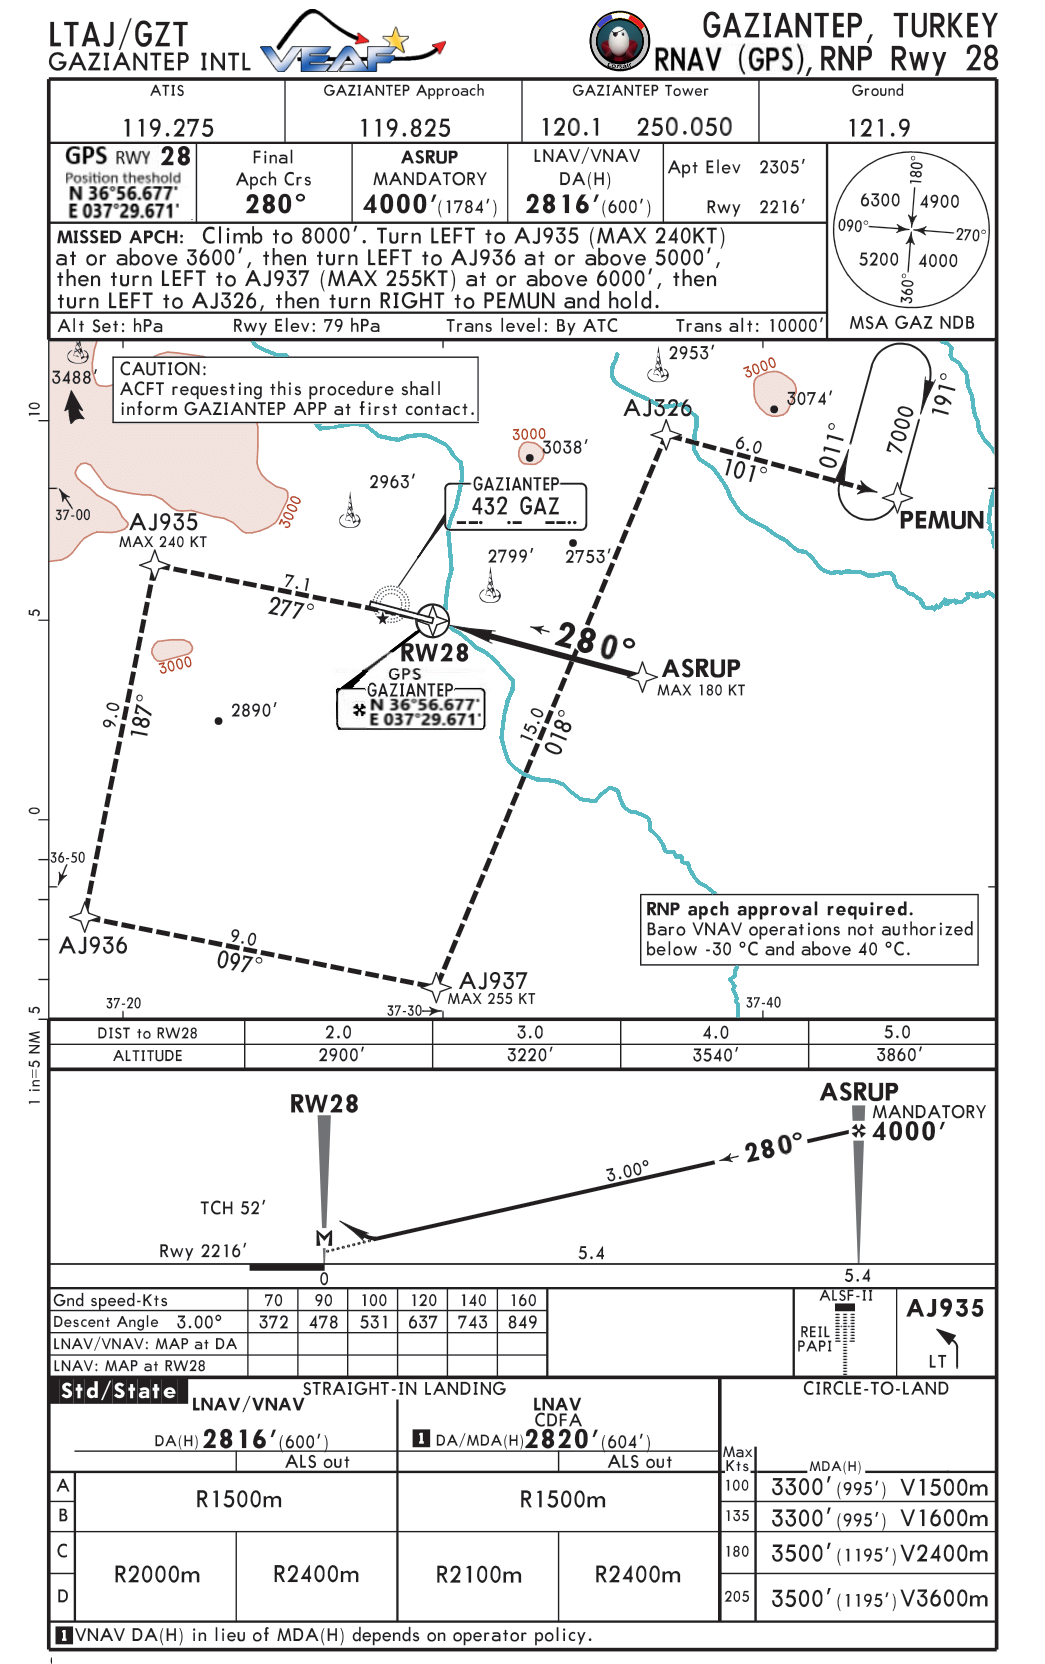 LTAJ/GZT
GAZIANTEP INTL
VEAF
GAZIANTEP, TURKEY
RNAV (GPS), RNP Rwy 28
ATIS
119.275
GAZIANTEP Approach
119.825
GAZIANTEP Tower
120.1 250.050
Ground
121.9
GPS RWY 28
Position theshold
N 36°56.677'
E 037°29.671'
Final
Apch Crs
280°
ASRUP
MANDATORY
4000'(1784')
LNAV/VNAV
DA(H)
2816'(600')
Apt Elev 2305'
Rwy 2216'
MISSED APCH: Climb to 8000'. Turn LEFT to AJ935 (MAX 240KT)
at or above 3600', then turn LEFT to AJ936 at or above 5000',
then turn LEFT to AJ937 (MAX 255KT) at or above 6000', then
turn LEFT to AJ326, then turn RIGHT to PEMUN and hold.
Alt Set: hPa Rwy Elev: 79 hPa Trans level: By ATC Trans alt: 10000'
180°
6300 4900
090° 270°
5200 4000
360°
MSA GAZ NDB
CAUTION:
ACFT requesting this procedure shall
inform GAZIANTEP APP at first contact.
3488'
2953'
3000
3074'
AJ326
6.0
101°
011°
7000
191°
PEMUN
3000
3038'
2963'
GAZIANTEP
432 GAZ
3000
37-00
AJ935
MAX 240 KT
2799'
2753'
7.1
277°
RW28
280°
ASRUP
MAX 180 KT
GPS
GAZIANTEP
N 36°56.677'
E 037°29.671'
3000
2890'
9.0
187°
15.0
018°
10
5
0
5
1 in=5 NM
36-50
AJ936
9.0
097°
AJ937
MAX 255 KT
37-20
37-30
37-40
RNP apch approval required.
Baro VNAV operations not authorized
below -30 °C and above 40 °C.
DIST to RW28 2.0 3.0 4.0 5.0
ALTITUDE 2900' 3220' 3540' 3860'
RW28
ASRUP
MANDATORY
4000'
280°
3.00°
TCH 52'
M
Rwy 2216'
5.4
0
5.4
Gnd speed-Kts 70 90 100 120 140 160
Descent Angle 3.00° 372 478 531 637 743 849
LNAV/VNAV: MAP at DA
LNAV: MAP at RW28
ALSF-II
REIL
PAPI
AJ935
LT
Std/State
STRAIGHT-IN LANDING
CIRCLE-TO-LAND
LNAV/VNAV
DA(H) 2816'(600')
ALS out
LNAV
CDFA
1 DA/MDA(H) 2820'(604')
ALS out
Max
Kts
MDA(H)
A
B
C
D
R1500m
R1500m
R2000m
R2400m
R2100m
R2400m
100 3300' (995') V1500m
135 3300' (995') V1600m
180 3500' (1195') V2400m
205 3500' (1195') V3600m
1 VNAV DA(H) in lieu of MDA(H) depends on operator policy.